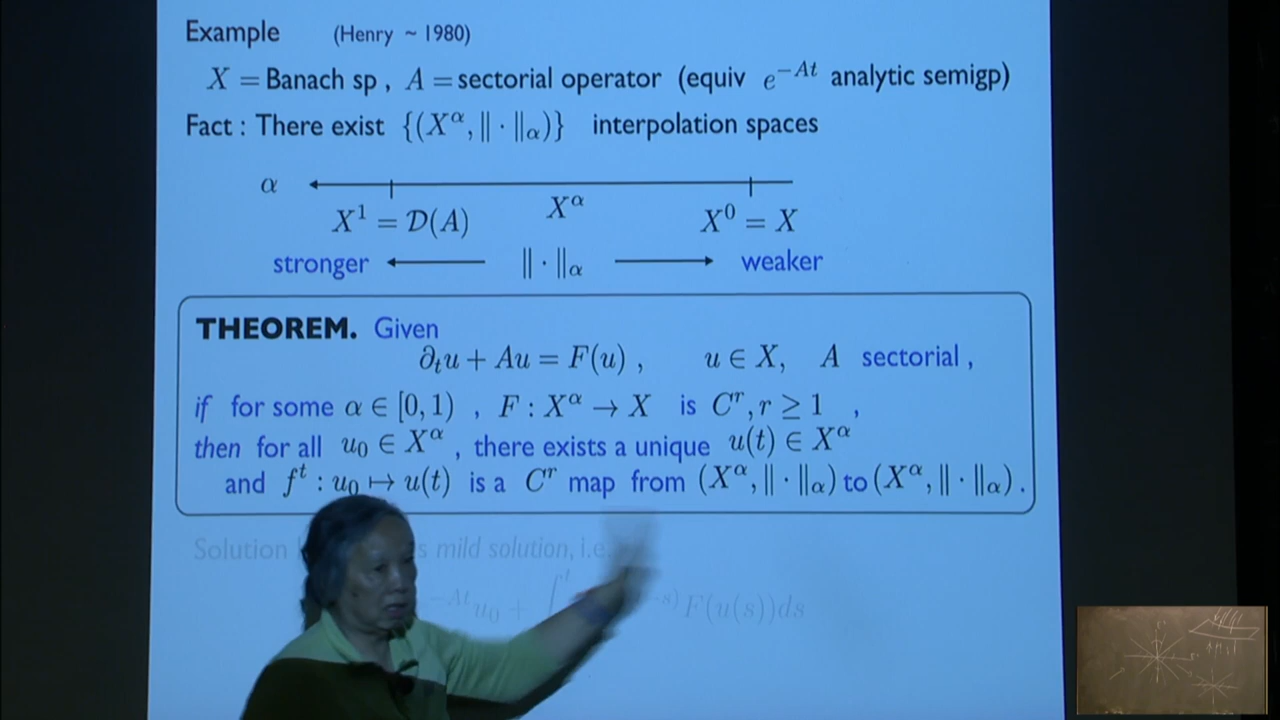 Example (Henry ~ 1980)
X = Banach sp , A = sectorial operator (equiv e^{-At} analytic semigp)
Fact : There exist {(X^α, ‖·‖_α)} interpolation spaces
α
X^1 = D(A) X^α X^0 = X
stronger ‖·‖_α weaker
THEOREM. Given
∂_t u + Au = F(u) , u ∈ X, A sectorial ,
if for some α ∈ [0, 1) , F : X^α → X is C^r, r ≥ 1 ,
then for all u_0 ∈ X^α , there exists a unique u(t) ∈ X^α
and f^t : u_0 ↦ u(t) is a C^r map from (X^α, ‖·‖_α) to (X^α, ‖·‖_α) .
Solution mild solution, i.e.
^{-At} u_0 + ∫ ^t -s) F(u(s))ds